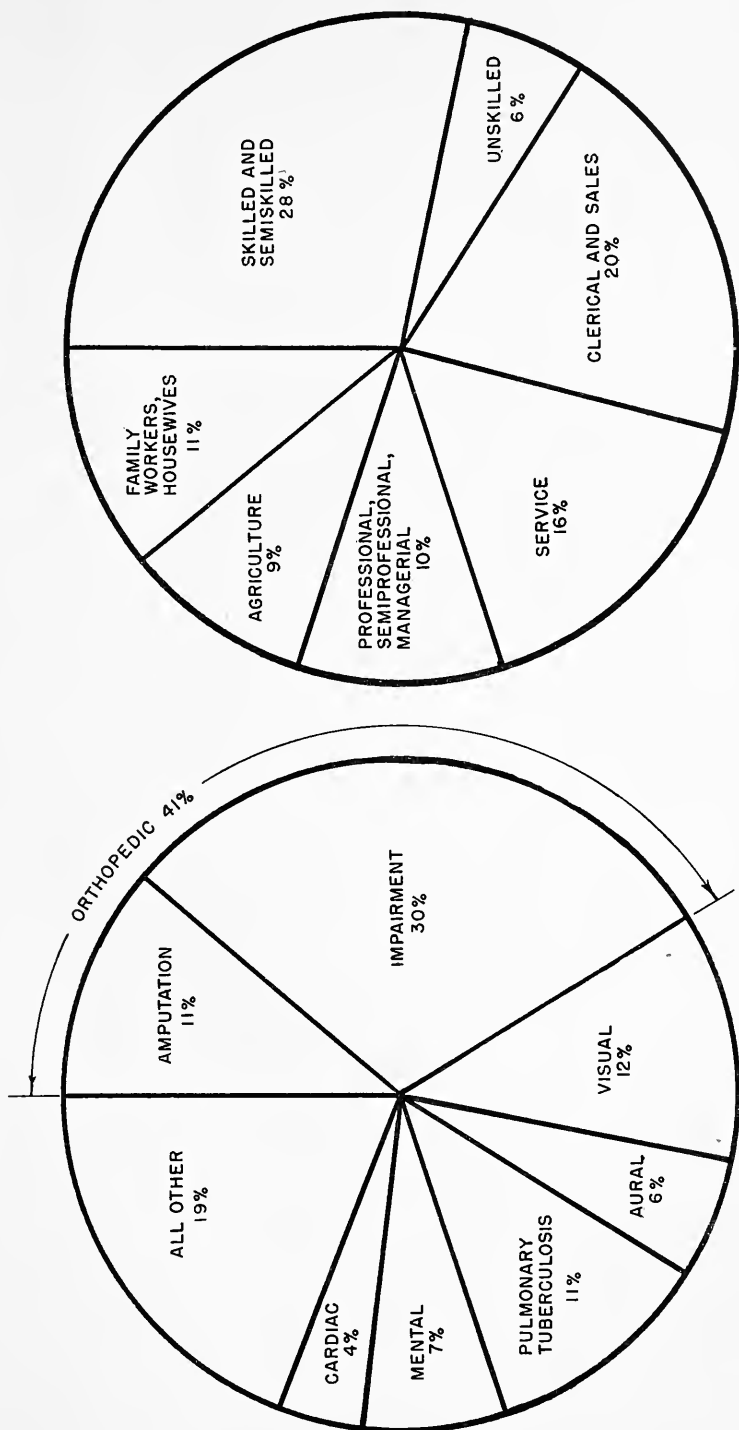 ORTHOPEDIC 41%
AMPUTATION
11%
IMPAIRMENT
30%
VISUAL
12%
AURAL
6%
PULMONARY
TUBERCULOSIS
11%
MENTAL
7%
CARDIAC
4%
ALL OTHER
19%
SKILLED AND
SEMISKILLED
28%
UNSKILLED
6%
CLERICAL AND SALES
20%
SERVICE
16%
PROFESSIONAL,
SEMIPROFESSIONAL,
MANAGERIAL
10%
AGRICULTURE
9%
FAMILY
WORKERS,
HOUSEWIVES
11%